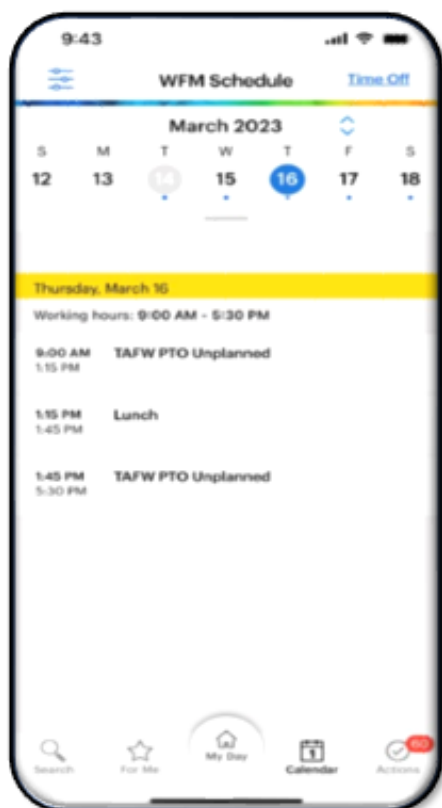 9:43
WFM Schedule Time Off
March 2023
S M T W T F S
12 13 14 15 16 17 18
Thursday, March 16
Working hours: 9:00 AM - 5:30 PM
9:00 AM TAFW PTO Unplanned
1:15 PM
1:15 PM Lunch
1:45 PM
1:45 PM TAFW PTO Unplanned
5:30 PM
1
60
Search For Me My Day Calendar Actions